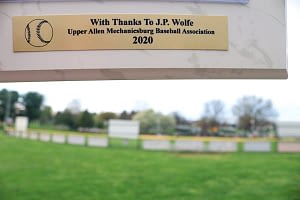 With Thanks To J.P. Wolfe
Upper Allen Mechanicsburg Baseball Association
2020